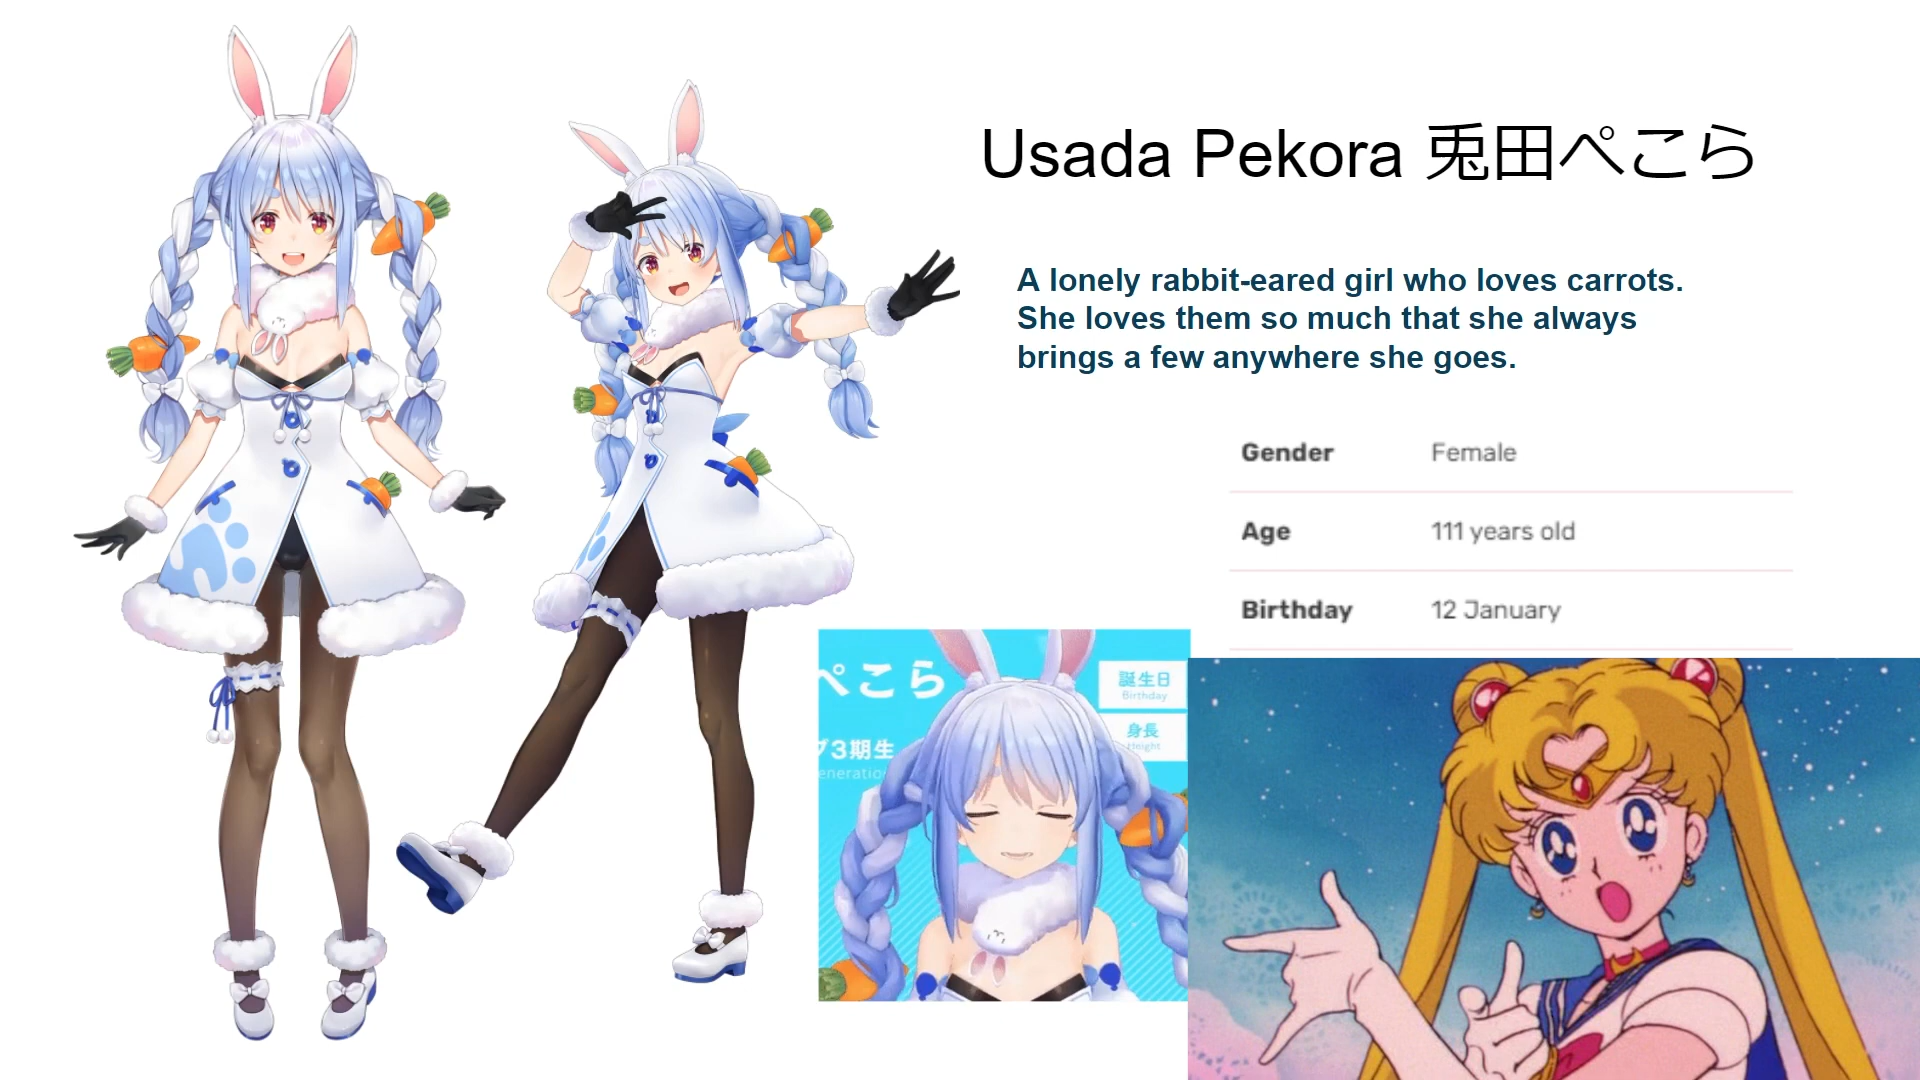 Usada Pekora 兎田ぺこら
A lonely rabbit-eared girl who loves carrots.
She loves them so much that she always
brings a few anywhere she goes.
Gender Female
Age 111 years old
Birthday 12 January
ぺこら
誕生日
Birthday
身長
Height
3期生